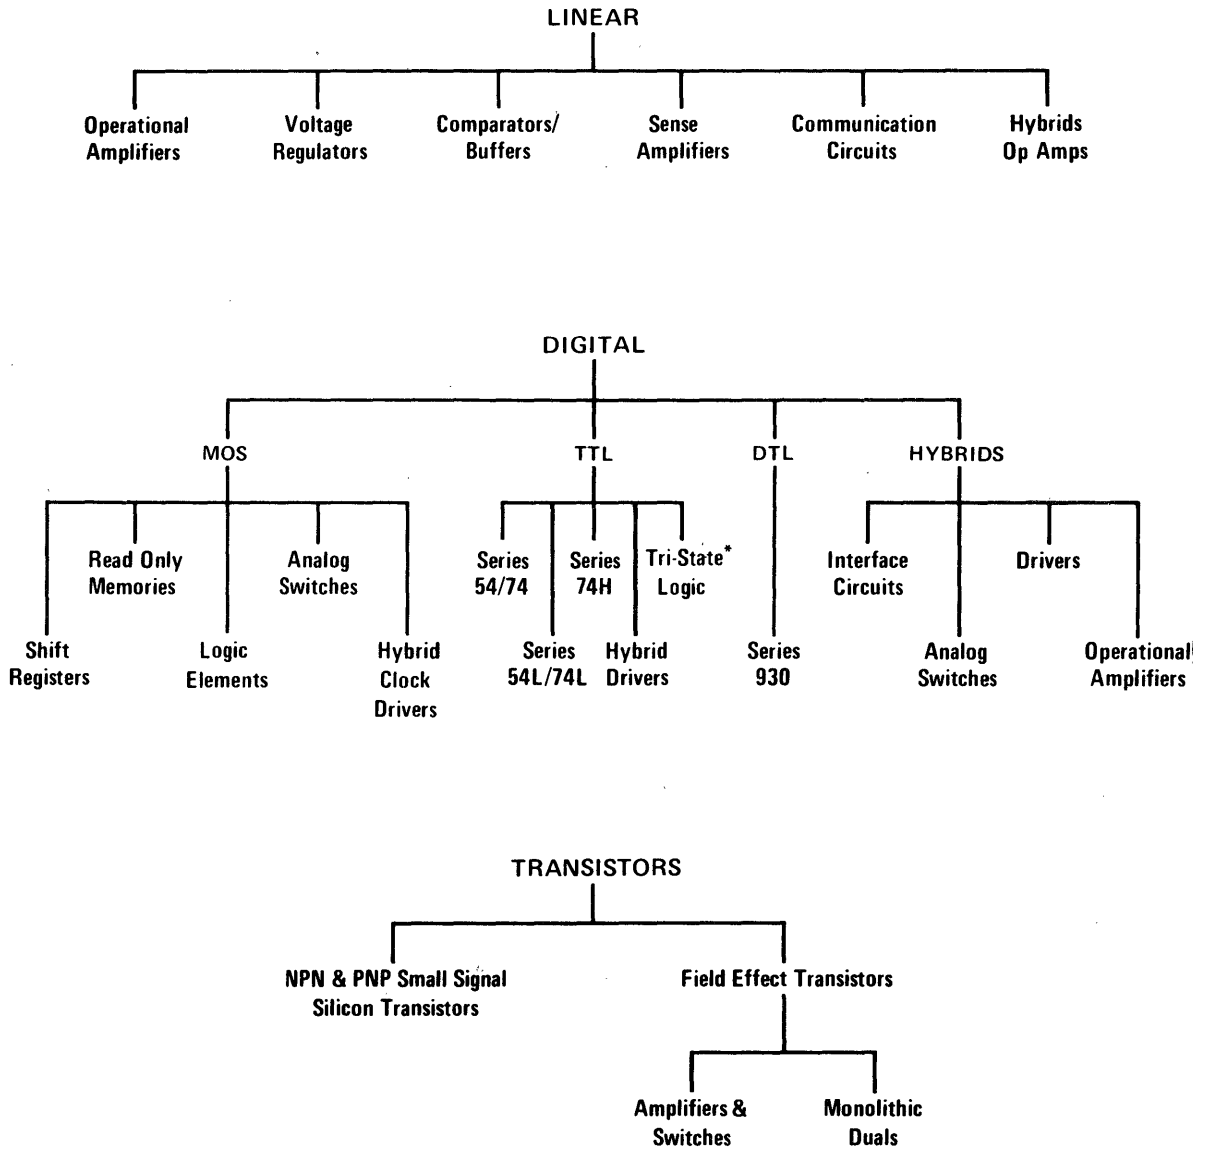 LINEAR
Operational
Amplifiers
Voltage
Regulators
Comparators/
Buffers
Sense
Amplifiers
Communication
Circuits
Hybrids
Op Amps
DIGITAL
MOS
TTL
DTL
HYBRIDS
Read Only
Memories
Analog
Switches
Shift
Registers
Logic
Elements
Hybrid
Clock
Drivers
Series
54/74
Series
74H
Tri-State*
Logic
Series
54L/74L
Hybrid
Drivers
Series
930
Interface
Circuits
Drivers
Analog
Switches
Operational
Amplifiers
TRANSISTORS
NPN & PNP Small Signal
Silicon Transistors
Field Effect Transistors
Amplifiers &
Switches
Monolithic
Duals